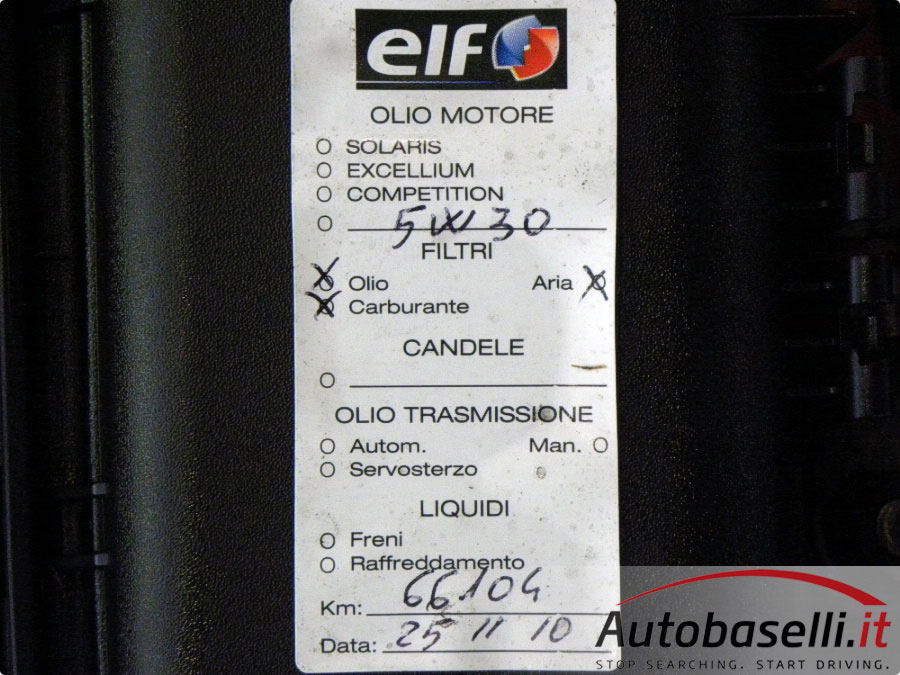 elf
OLIO MOTORE
O SOLARIS
O EXCELLIUM
O COMPETITION
O 5W30
FILTRI
X Olio Aria X
X Carburante
CANDELE
O
OLIO TRASMISSIONE
O Autom. Man. O
O Servosterzo
LIQUIDI
O Freni
O Raffreddamento
Km: 66104
Data: 25 11 10
Autobaselli.it
STOP SEARCHING. START DRIVING.